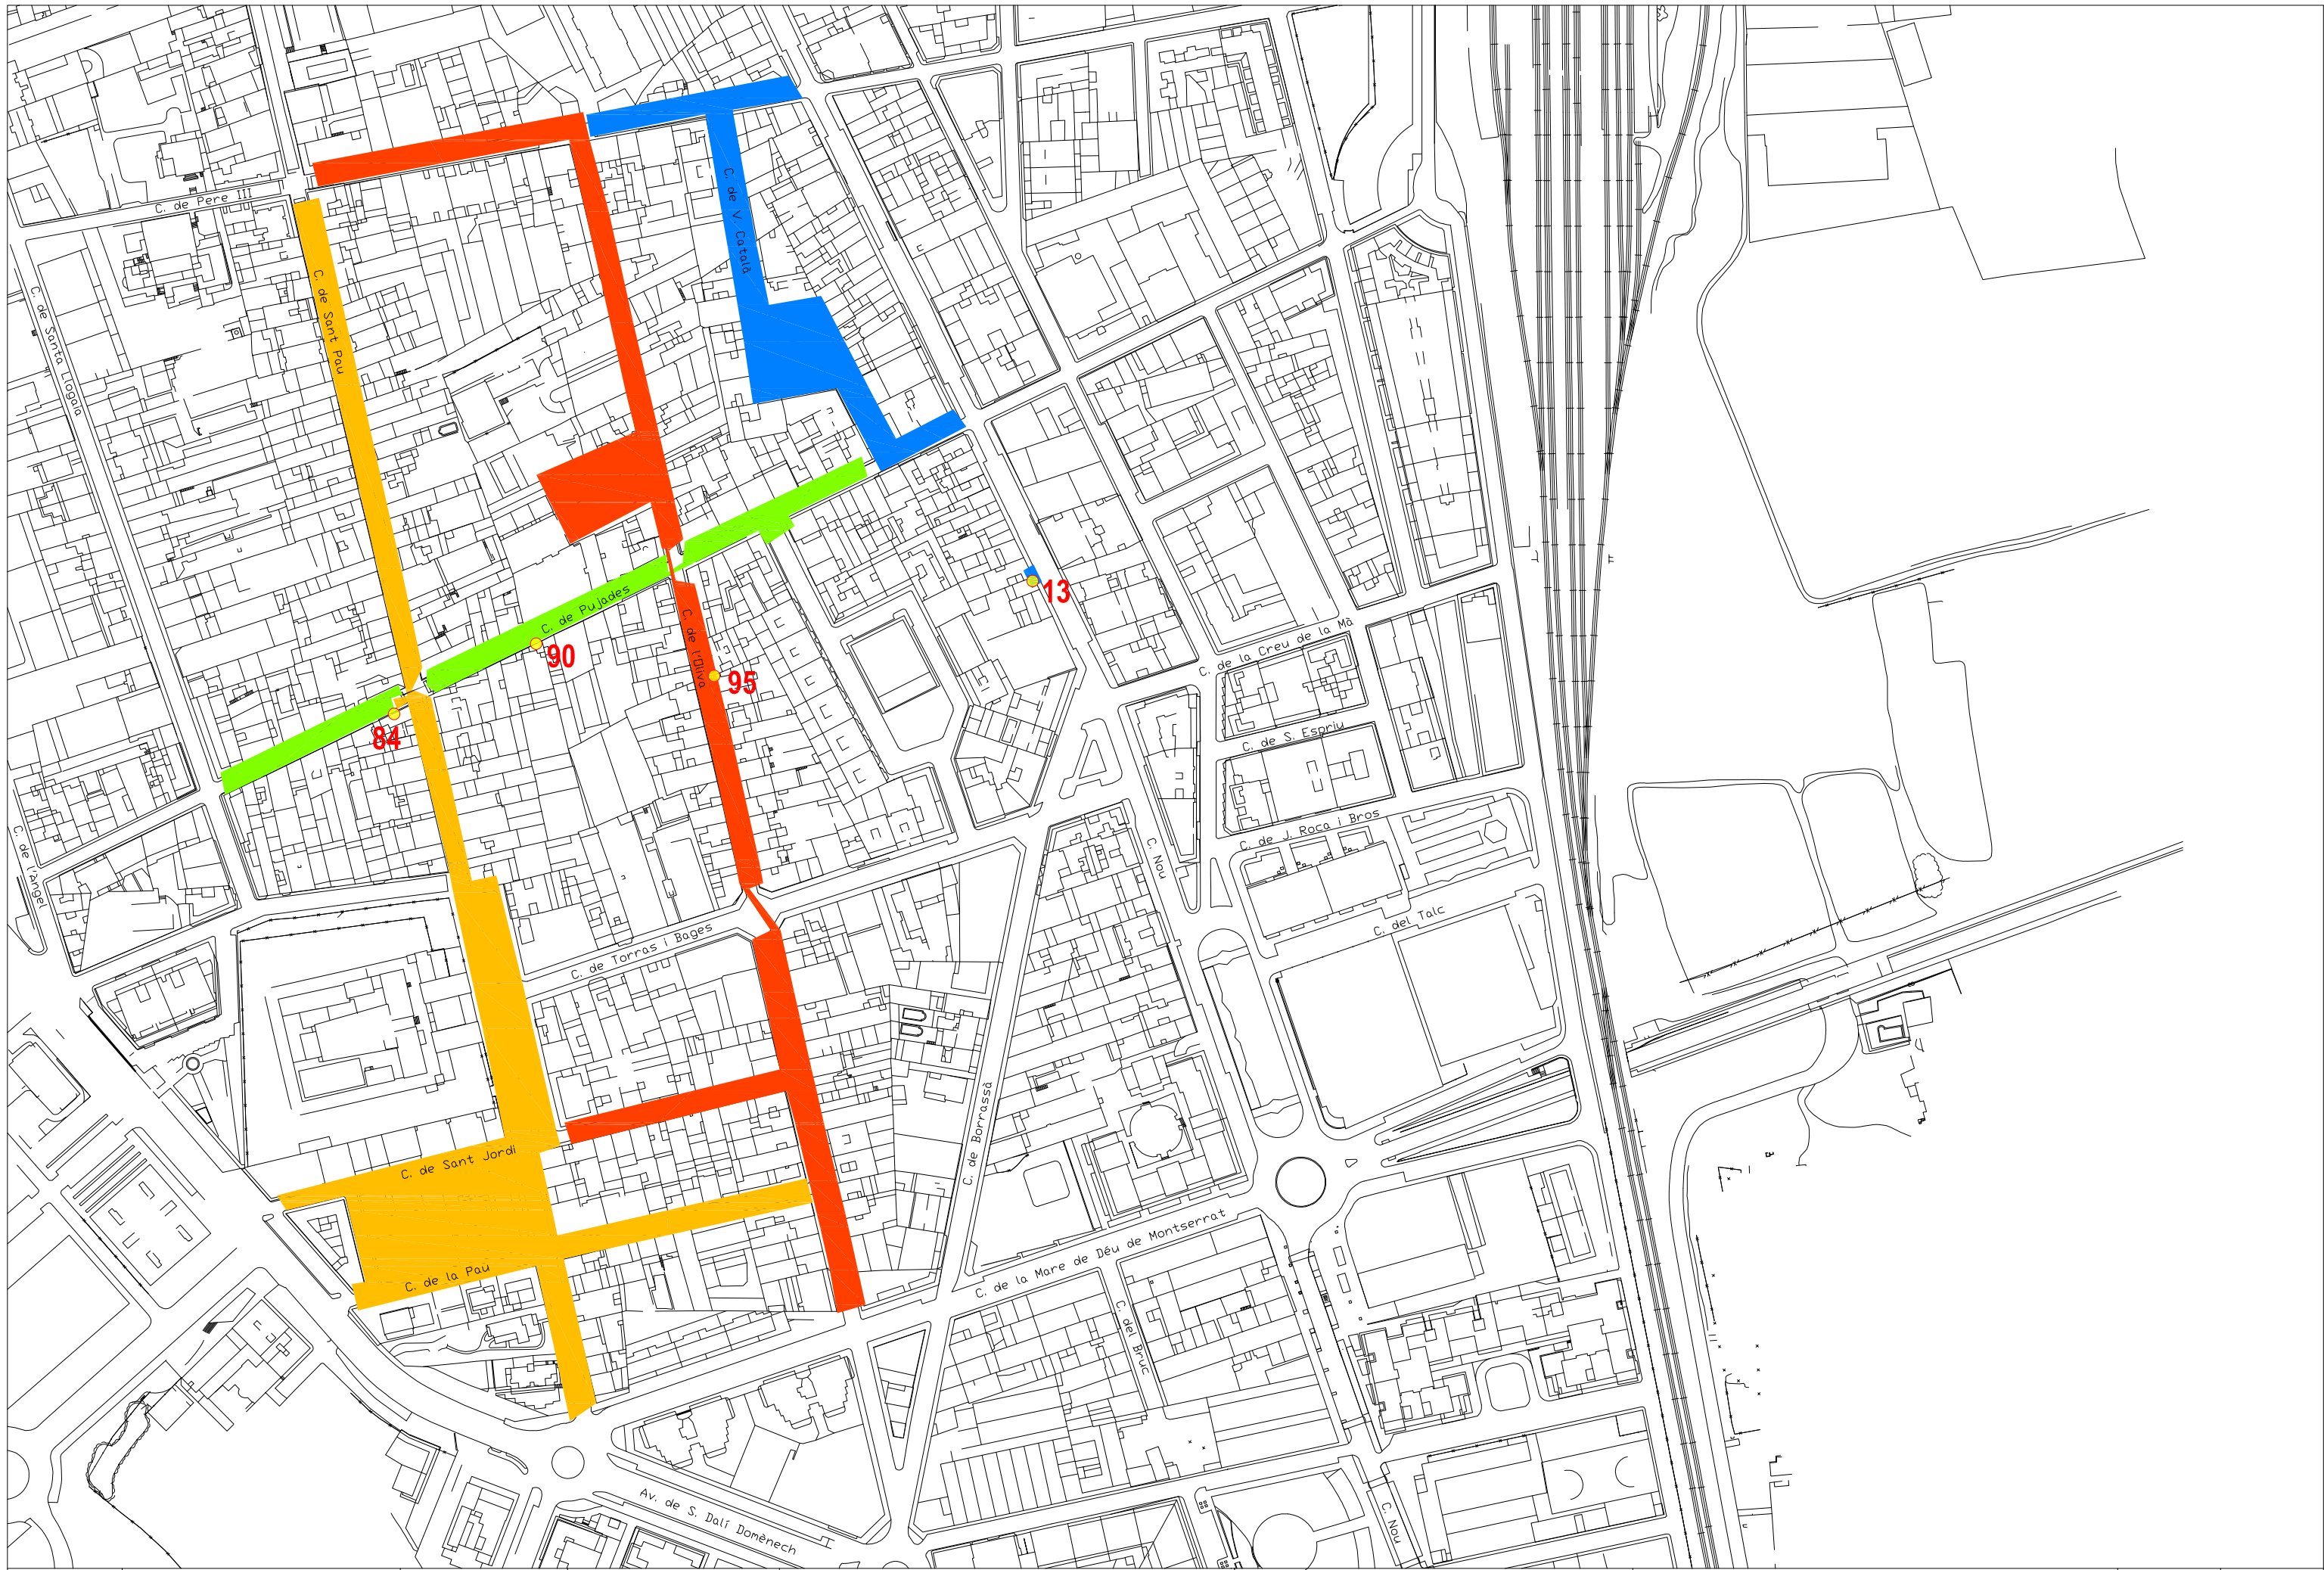 C. de Pere III
C. de V. Català
C. de Sant Pau
C. de Santa Llogaia
C. de Pujades
13
C. de l'Oliva
90
95
C. de la Creu de la Mà
84
C. de S. Espriu
C. de J. Roca i Bros
C. Nou
C. de l'Àngel
C. del Talc
C. de Torras i Bages
C. de Borrassà
C. de Sant Jordi
C. de la Mare de Déu de Montserrat
C. de la Pau
C. del Bruc
Av. de S. Dalí Domènech
C. Nou